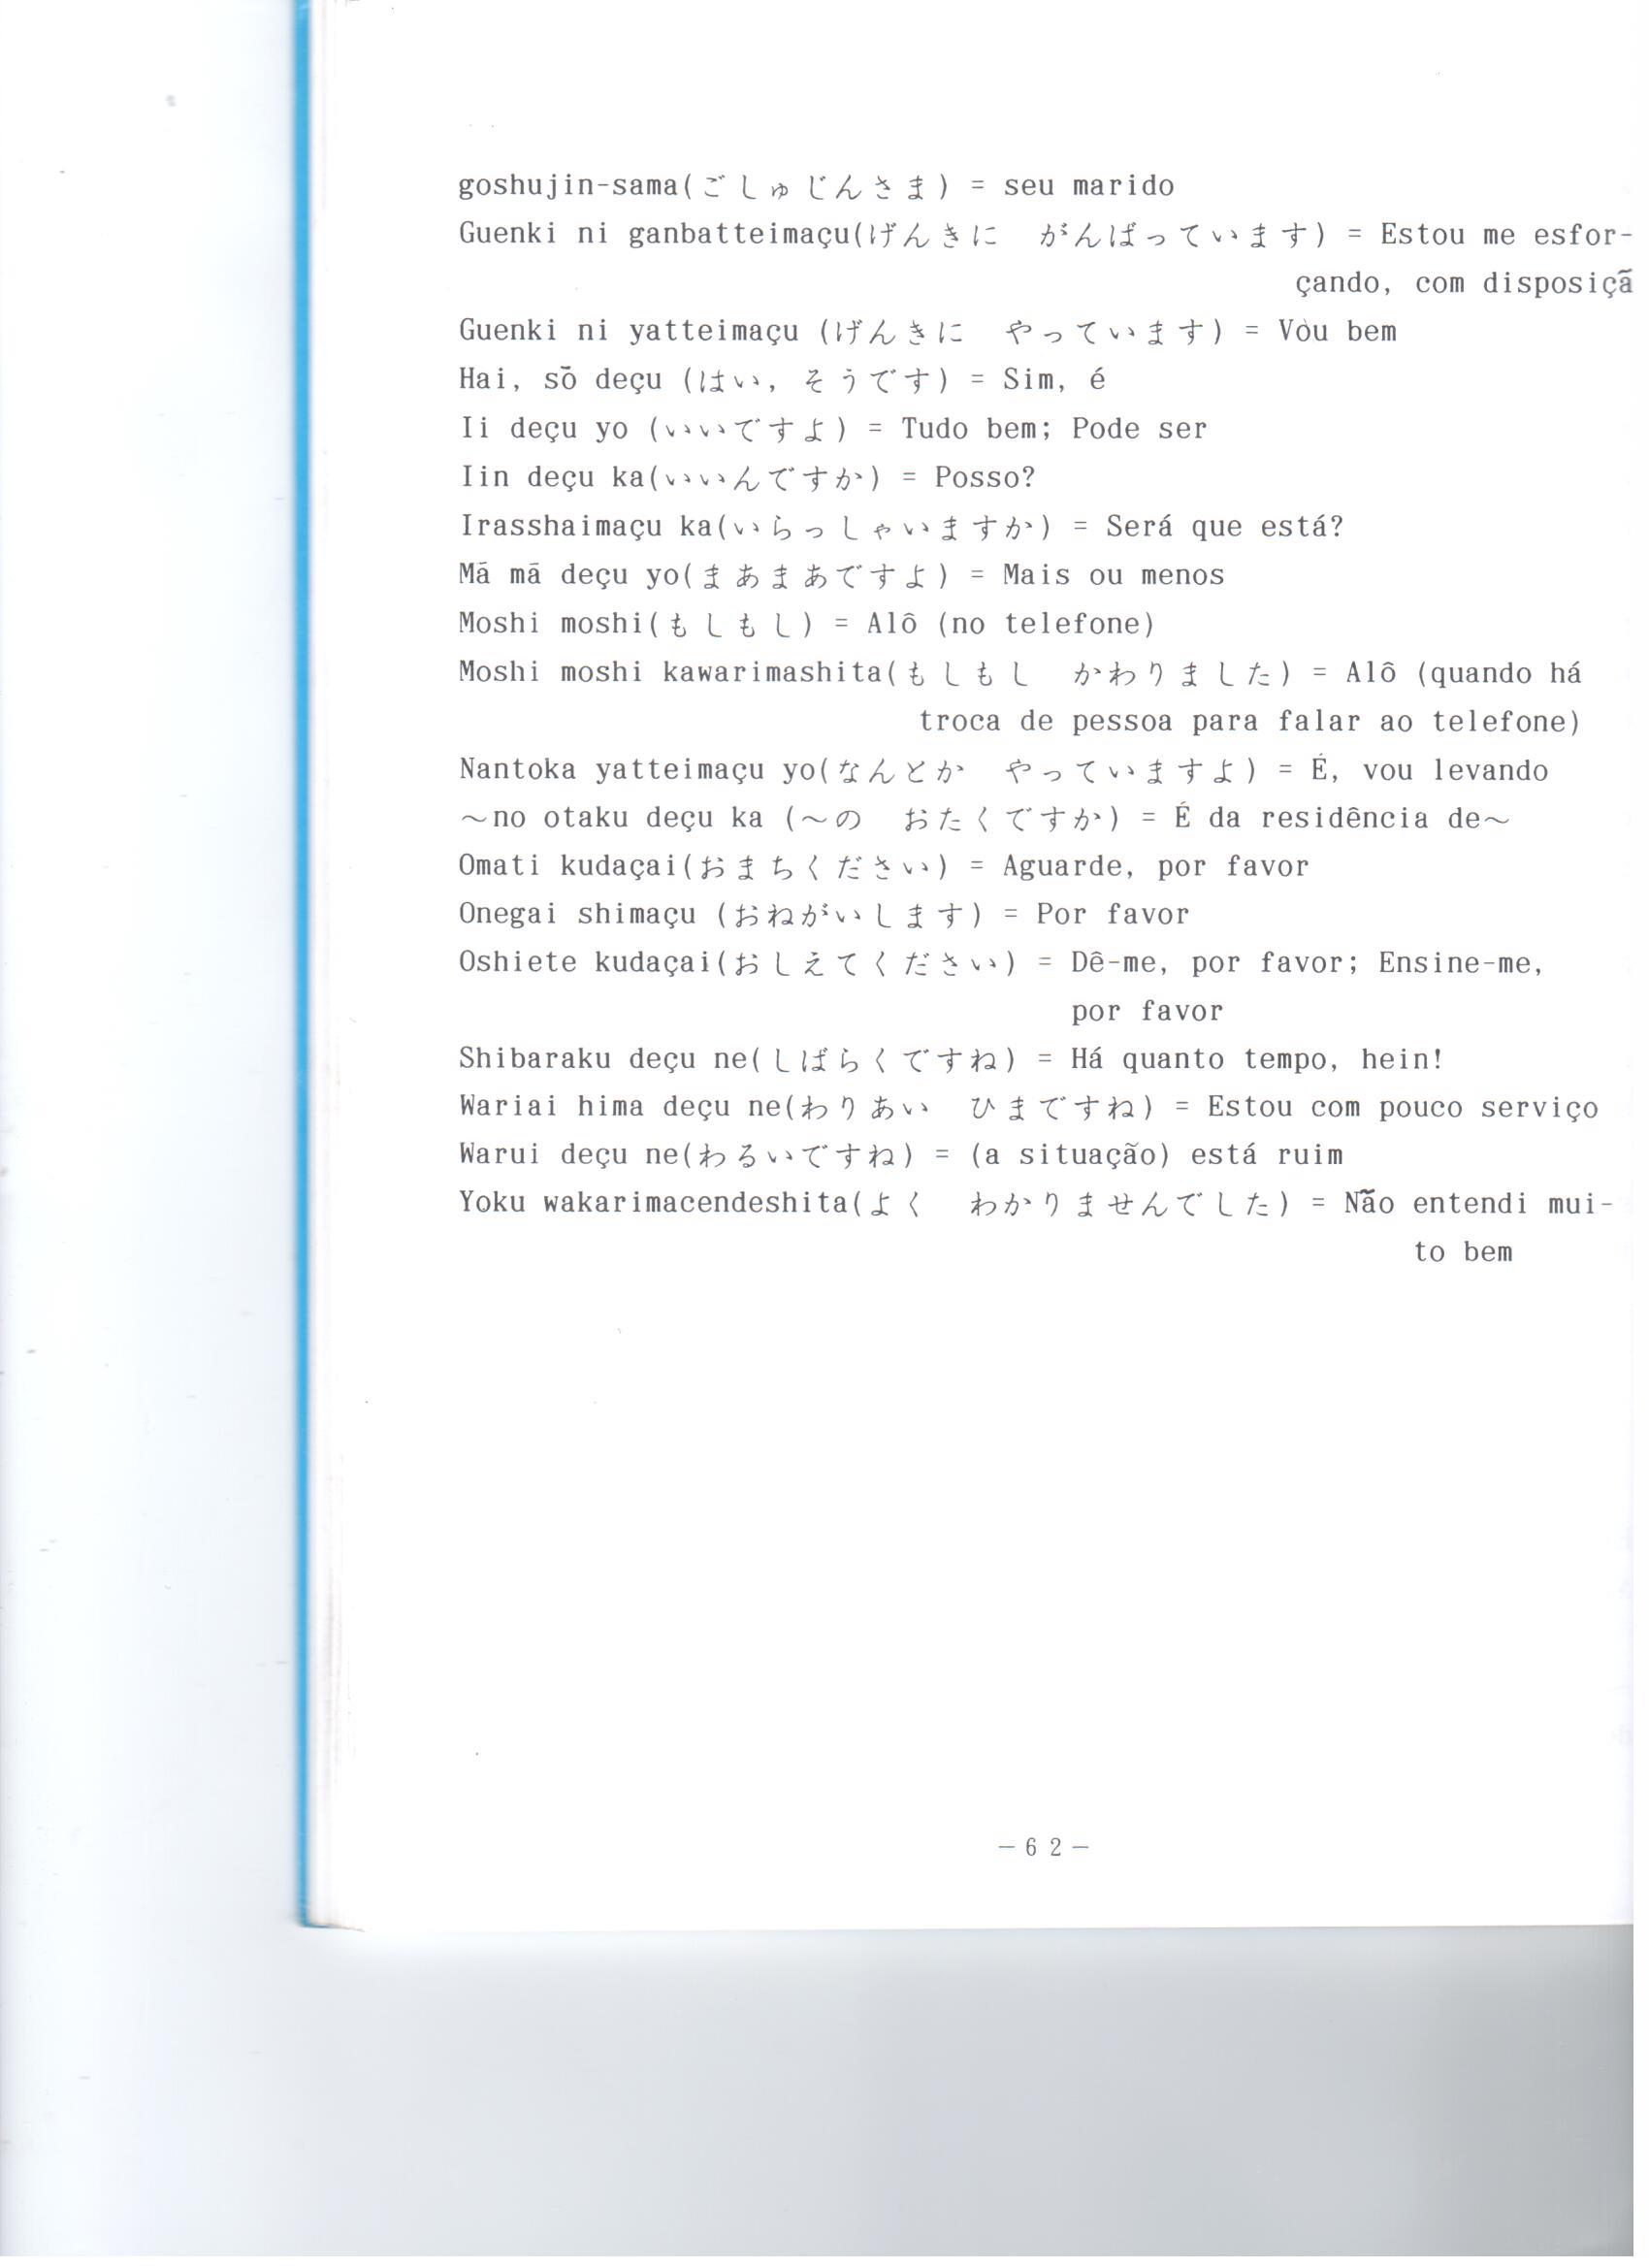 goshujin-sama(ごしゅじんさま) = seu marido
Guenki ni ganbatteimaçu(げんきに　がんばっています) = Estou me esfor-
çando, com disposiçã
Guenki ni yatteimaçu (げんきに　やっています) = Vou bem
Hai, sō deçu (はい, そうです) = Sim, é
Ii deçu yo (いいですよ) = Tudo bem; Pode ser
Iin deçu ka(いいんですか) = Posso?
Irasshaimaçu ka(いらっしゃいますか) = Será que está?
Mā mā deçu yo(まあまあですよ) = Mais ou menos
Moshi moshi(もしもし) = Alô (no telefone)
Moshi moshi kawarimashita(もしもし　かわりました) = Alô (quando há
troca de pessoa para falar ao telefone)
Nantoka yatteimaçu yo(なんとか　やっていますよ) = É, vou levando
～no otaku deçu ka (～の　おたくですか) = É da residência de～
Omati kudaçai(おまちください) = Aguarde, por favor
Onegai shimaçu (おねがいします) = Por favor
Oshiete kudaçai(おしえてください) = Dê-me, por favor; Ensine-me,
por favor
Shibaraku deçu ne(しばらくですね) = Há quanto tempo, hein!
Wariai hima deçu ne(わりあい　ひまですね) = Estou com pouco serviço
Warui deçu ne(わるいですね) = (a situação) está ruim
Yoku wakarimacendeshita(よく　わかりませんでした) = Não entendi mui-
to bem
－62－